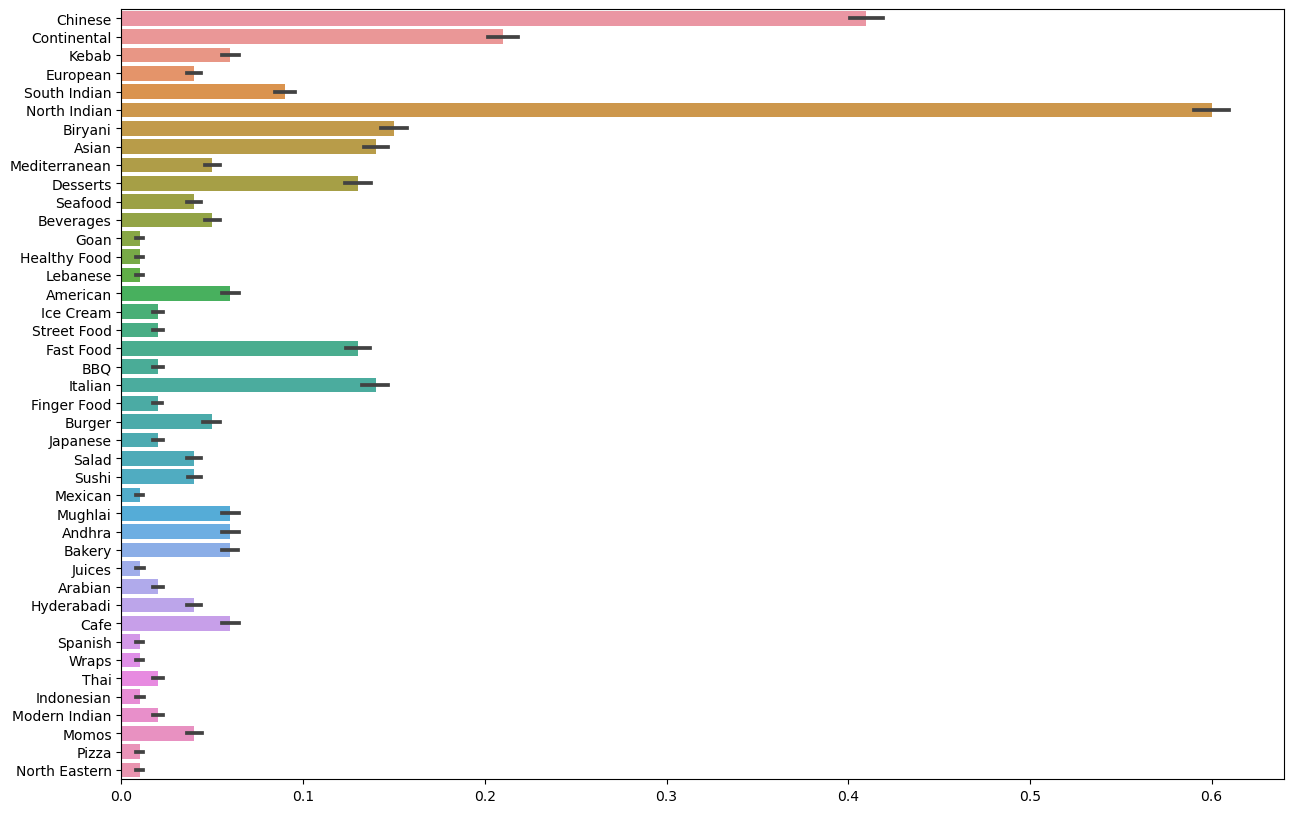 Chinese
Continental
Kebab
European
South Indian
North Indian
Biryani
Asian
Mediterranean
Desserts
Seafood
Beverages
Goan
Healthy Food
Lebanese
American
Ice Cream
Street Food
Fast Food
BBQ
Italian
Finger Food
Burger
Japanese
Salad
Sushi
Mexican
Mughlai
Andhra
Bakery
Juices
Arabian
Hyderabadi
Cafe
Spanish
Wraps
Thai
Indonesian
Modern Indian
Momos
Pizza
North Eastern
0.0 0.1 0.2 0.3 0.4 0.5 0.6